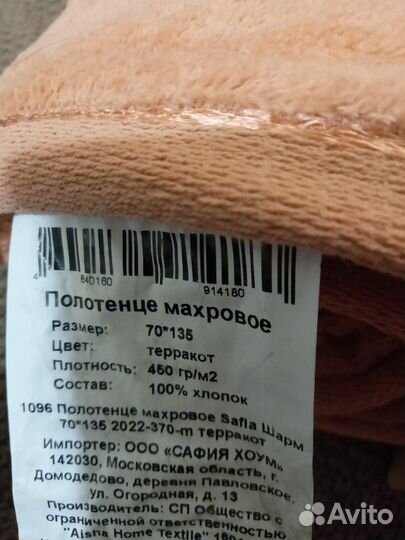 4 840180 914180
Полотенце махровое
Размер: 70*135
Цвет: терракот
Плотность: 450 гр/м2
Состав: 100% хлопок
1096 Полотенце махровое Safia Шарм
70*135 2022-370-m терракот
Импортер: ООО «САФИЯ ХОУМ»
142030, Московская область, г.
Домодедово, деревня Павловское,
ул. Огородная, д. 13
Производитель: СП Общество с
ограниченной ответственностью
"Aisha Home Textile"
Avito